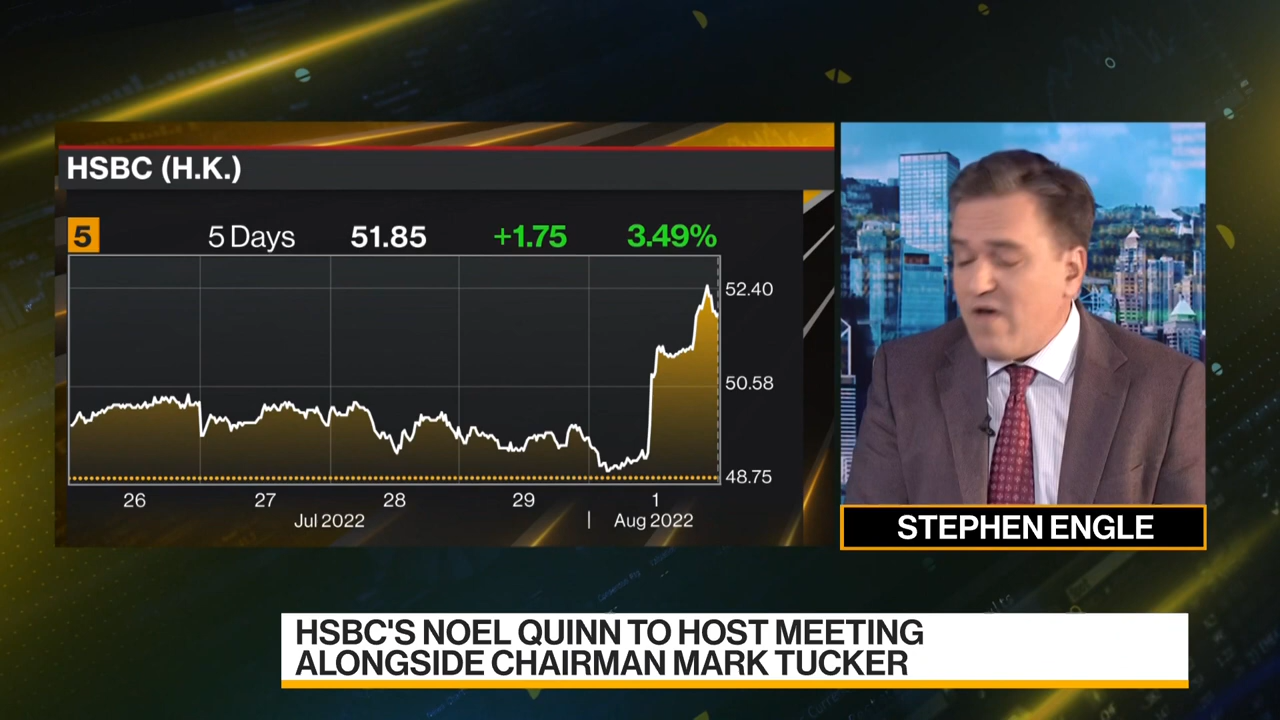 HSBC (H.K.)
5 5 Days 51.85 +1.75 3.49%
52.40
50.58
48.75
26 27 28 29 1
Jul 2022 | Aug 2022
STEPHEN ENGLE
HSBC'S NOEL QUINN TO HOST MEETING
ALONGSIDE CHAIRMAN MARK TUCKER